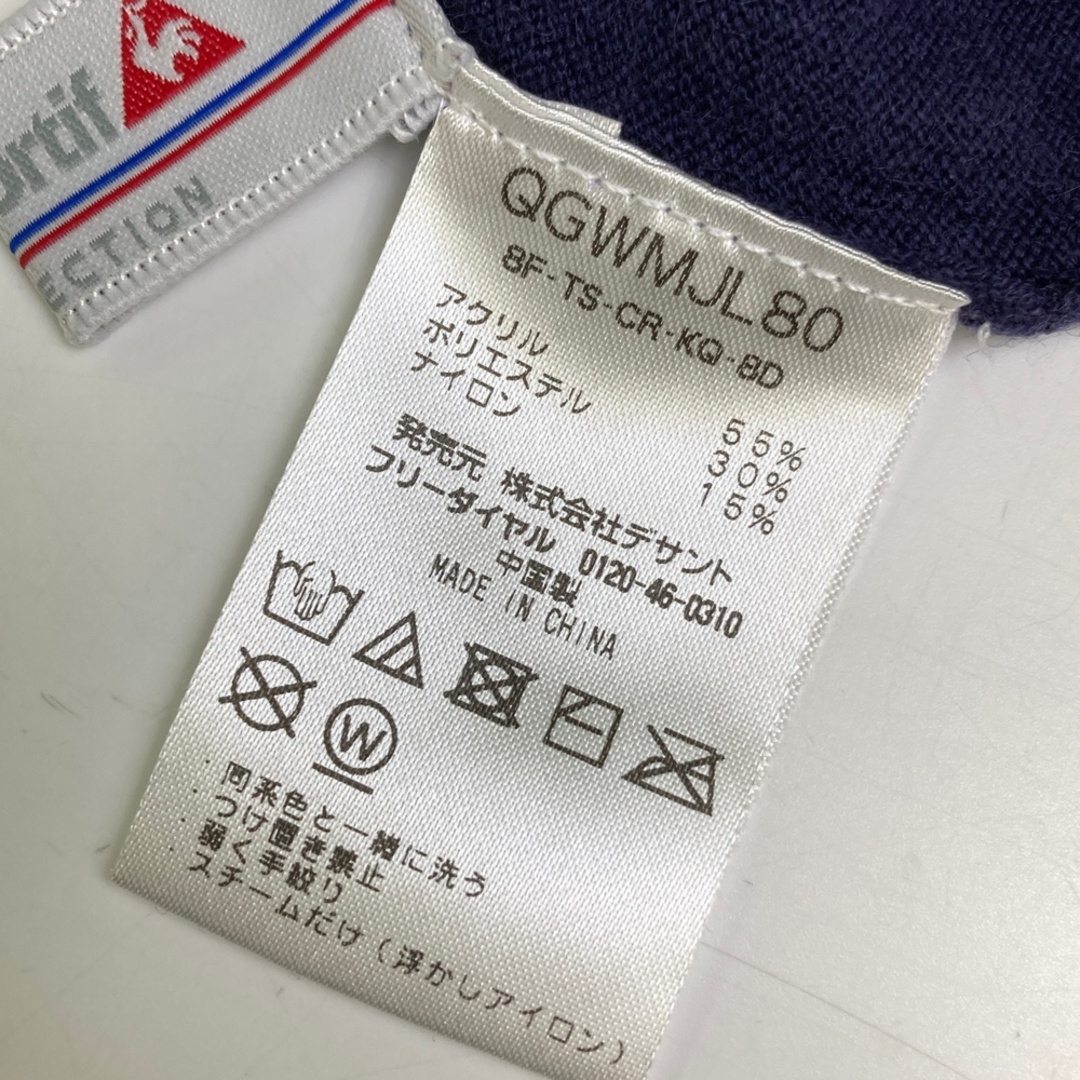 ortif
ECTION
QGWMJL80
8F-TS-CR-KQ-8D
アクリル 55%
ポリエステル 30%
ナイロン 15%
発売元 株式会社デサント
フリーダイヤル 0120-46-0310
中国製
MADE IN CHINA
W
・同系色と一緒に洗う
・つけ置き禁止
・弱く手絞り
・スチームだけ(浮かしアイロン)